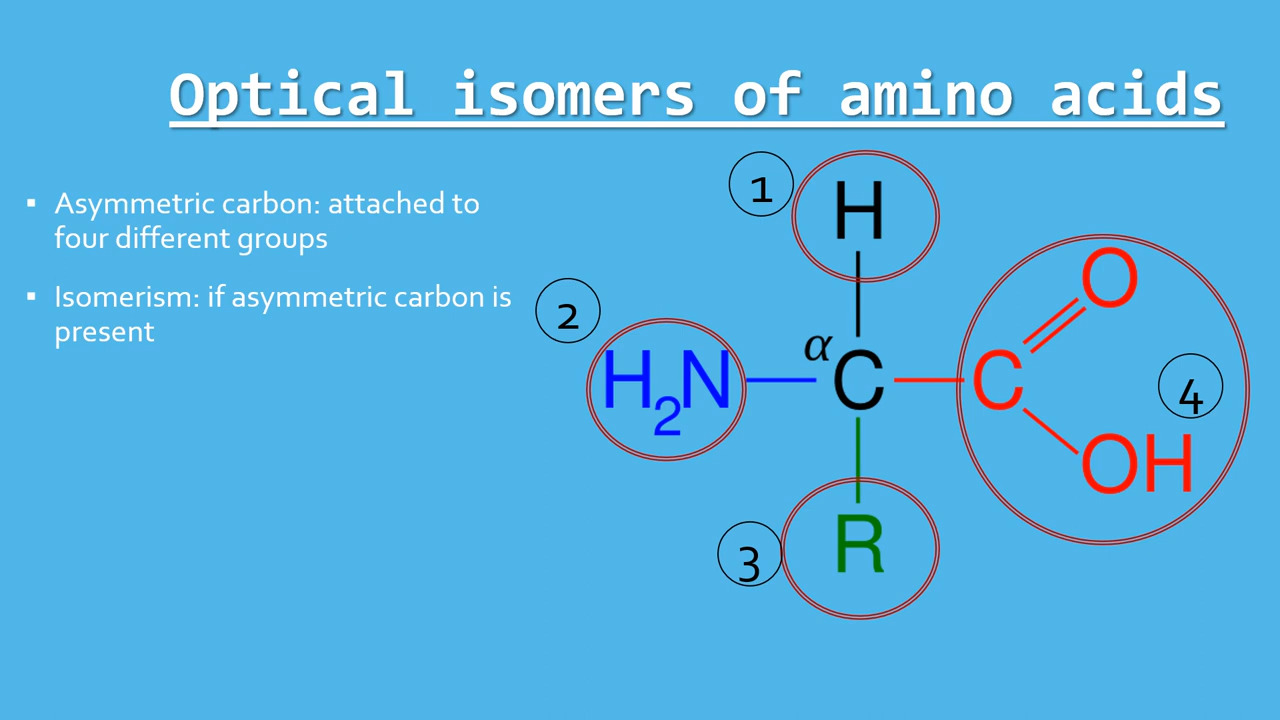 Optical isomers of amino acids
▪ Asymmetric carbon: attached to
four different groups
▪ Isomerism: if asymmetric carbon is
present
1
H
2
H2N
α
C
C
O
OH
4
3
R